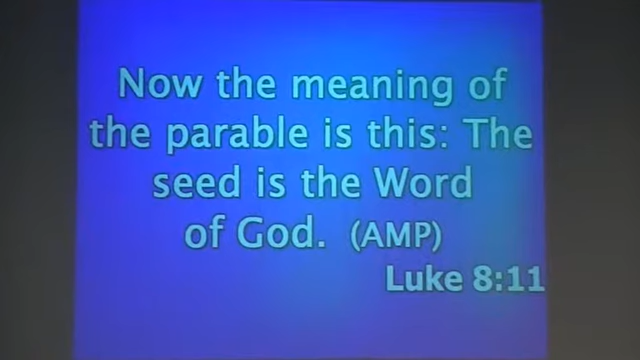 Now the meaning of
the parable is this: The
seed is the Word
of God. (AMP)
Luke 8:11